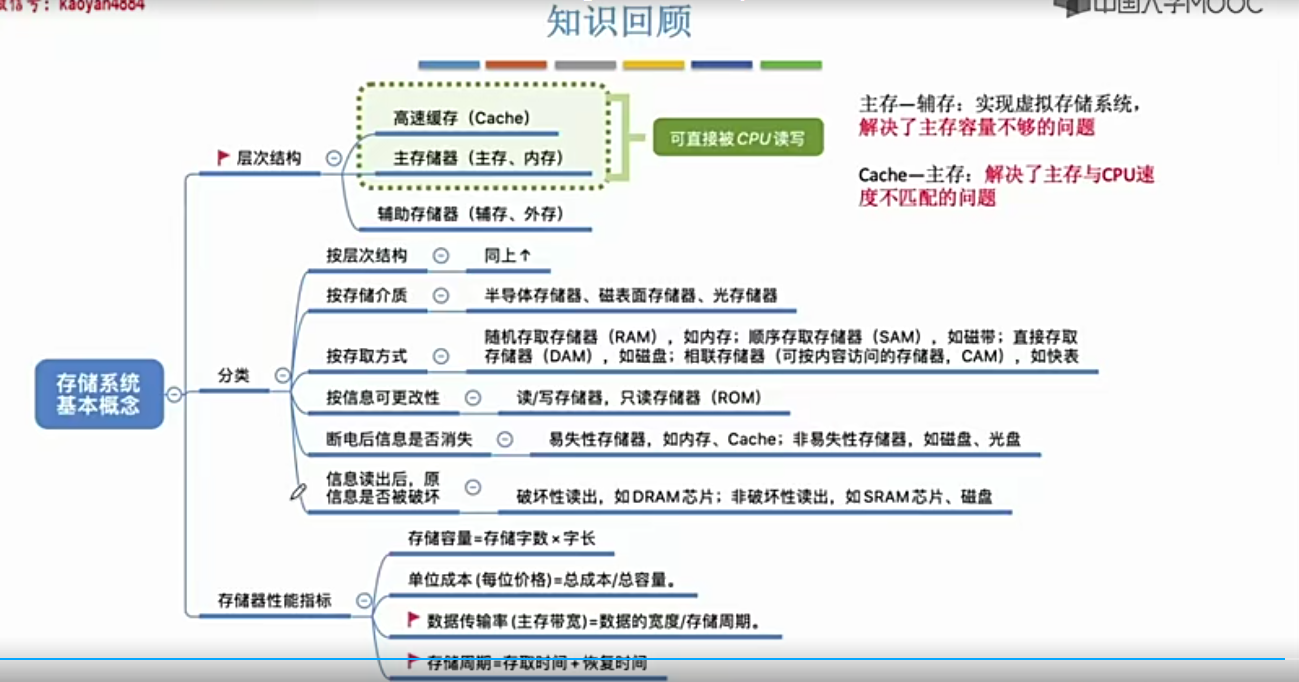 微信号：kaoyan4884
中国大学MOOC
知识回顾
高速缓存（Cache）
主存储器（主存、内存）
辅助存储器（辅存、外存）
层次结构
可直接被CPU读写
主存—辅存：实现虚拟存储系统，
解决了主存容量不够的问题
Cache—主存：解决了主存与CPU速
度不匹配的问题
存储系统
基本概念
分类
按层次结构
同上↑
按存储介质
半导体存储器、磁表面存储器、光存储器
按存取方式
随机存取存储器（RAM），如内存；顺序存取存储器（SAM），如磁带；直接存取
存储器（DAM），如磁盘；相联存储器（可按内容访问的存储器，CAM），如快表
按信息可更改性
读/写存储器，只读存储器（ROM）
断电后信息是否消失
易失性存储器，如内存、Cache；非易失性存储器，如磁盘、光盘
信息读出后，原
信息是否被破坏
破坏性读出，如DRAM芯片；非破坏性读出，如SRAM芯片、磁盘
存储器性能指标
存储容量=存储字数×字长
单位成本(每位价格)=总成本/总容量。
数据传输率(主存带宽)=数据的宽度/存储周期。
存储周期=存取时间+恢复时间